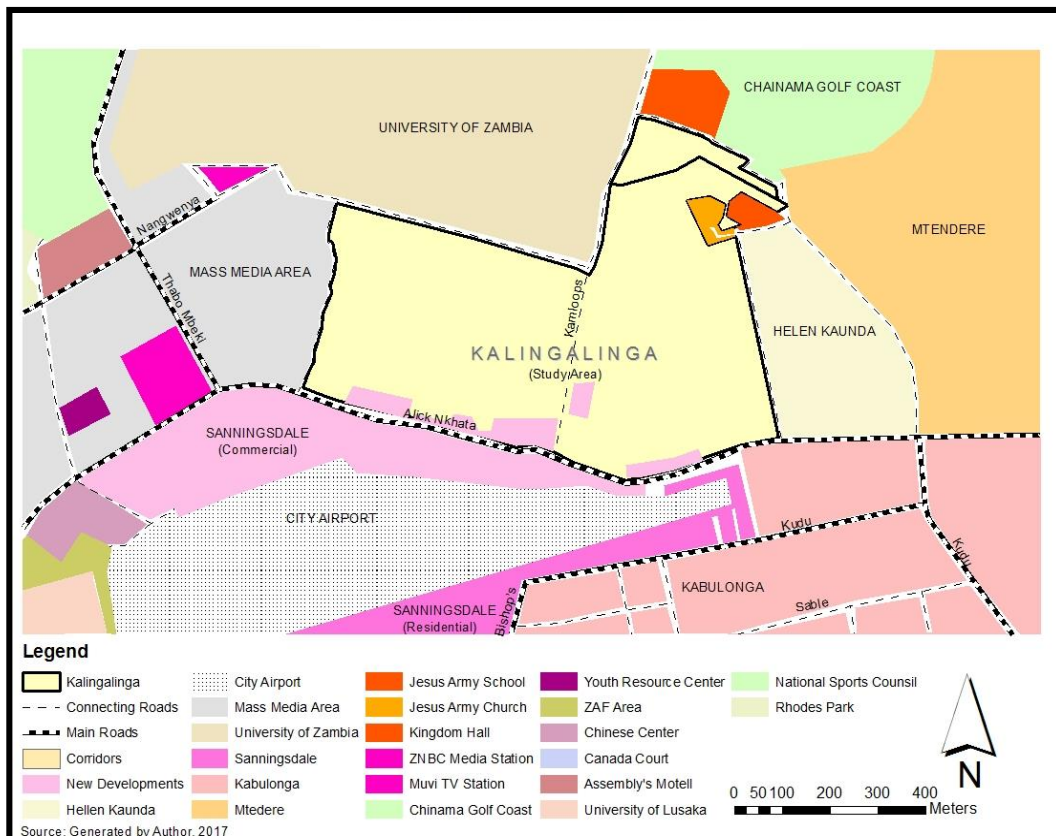 CHAINAMA GOLF COAST
UNIVERSITY OF ZAMBIA
MTENDERE
Nangwenya
MASS MEDIA AREA
Thabo Mbeki
Kamloops
HELEN KAUNDA
KALINGALINGA
(Study Area)
Alick Nkhata
SANNINGSDALE
(Commercial)
CITY AIRPORT
Kudu
Kudu
KABULONGA
SANNINGSDALE
(Residential)
Bishop's
Sable
Legend
Kalingalinga
Connecting Roads
Main Roads
Corridors
New Developments
Hellen Kaunda
City Airport
Mass Media Area
University of Zambia
Sanningsdale
Kabulonga
Mtedere
Jesus Army School
Jesus Army Church
Kingdom Hall
ZNBC Media Station
Muvi TV Station
Chinama Golf Coast
Youth Resource Center
ZAF Area
Chinese Center
Canada Court
Assembly's Motell
University of Lusaka
National Sports Counsil
Rhodes Park
N
0 50 100 200 300 400
Meters
Source: Generated by Author, 2017